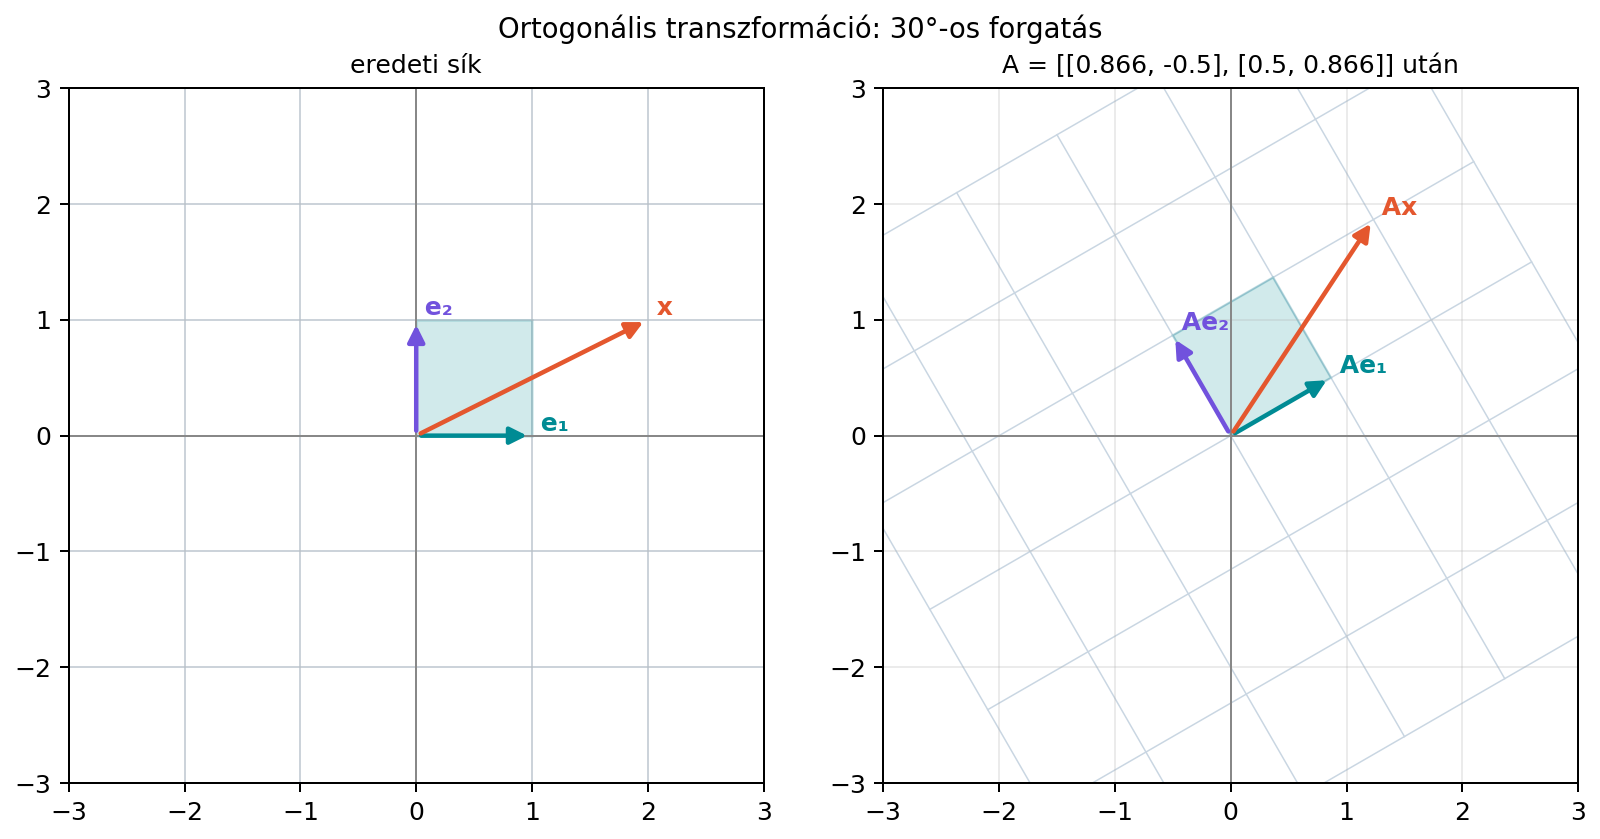 Ortogonális transzformáció: 30°-os forgatás
eredeti sík
3
2
1
0
−1
−2
−3
−3 −2 −1 0 1 2 3
e₂
x
e₁
A = [[0.866, -0.5], [0.5, 0.866]] után
3
2
1
0
−1
−2
−3
−3 −2 −1 0 1 2 3
Ax
Ae₂
Ae₁